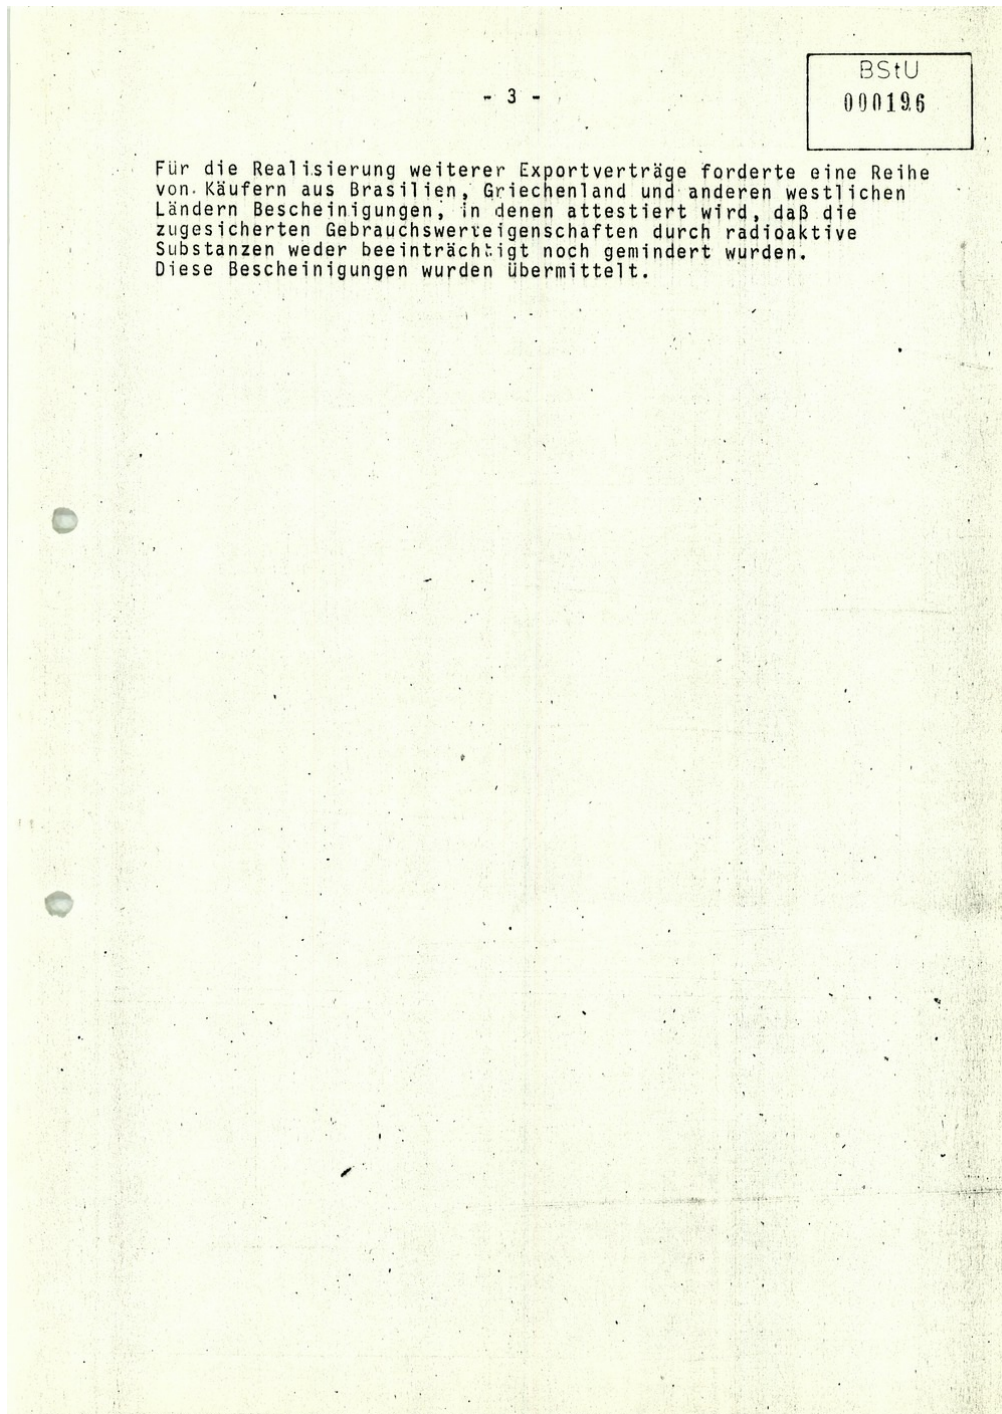 BStU
000196
- 3 -
Für die Realisierung weiterer Exportverträge forderte eine Reihe
von Käufern aus Brasilien, Griechenland und anderen westlichen
Ländern Bescheinigungen, in denen attestiert wird, daß die
zugesicherten Gebrauchswerteigenschaften durch radioaktive
Substanzen weder beeinträchtigt noch gemindert wurden.
Diese Bescheinigungen wurden übermittelt.